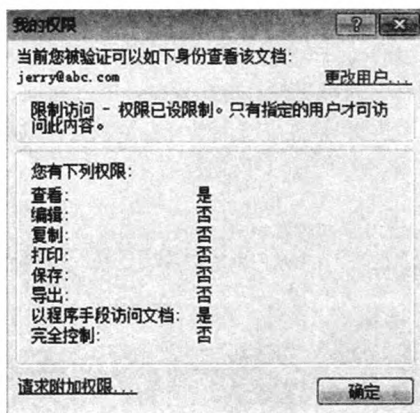 我的权限
当前您被验证可以如下身份查看该文档:
jerry@abc.com 更改用户...
限制访问 - 权限已设限制。只有指定的用户才可访
问此内容。
您有下列权限:
查看: 是
编辑: 否
复制: 否
打印: 否
保存: 否
导出: 否
以程序手段访问文档: 是
完全控制: 否
请求附加权限... 确定